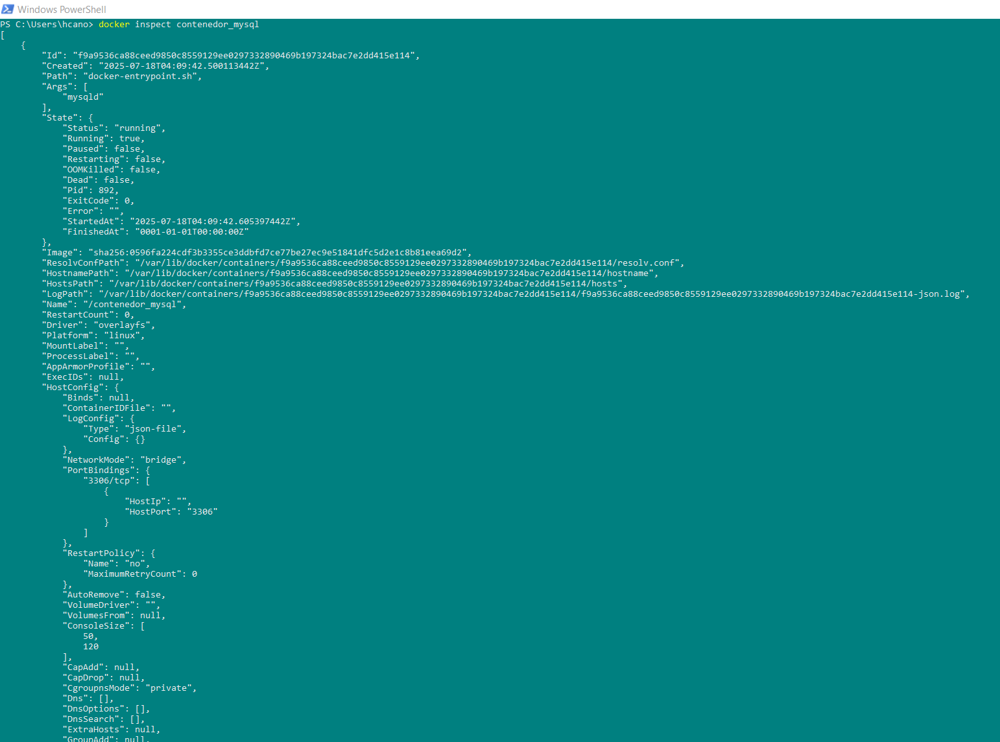 Windows PowerShell
PS C:\Users\hcano> docker inspect contenedor_mysql
[
    {
        "Id": "f9a9536ca88ceed9850c8559129ee0297332890469b197324bac7e2dd415e114",
        "Created": "2025-07-18T04:09:42.500113442Z",
        "Path": "docker-entrypoint.sh",
        "Args": [
            "mysqld"
        ],
        "State": {
            "Status": "running",
            "Running": true,
            "Paused": false,
            "Restarting": false,
            "OOMKilled": false,
            "Dead": false,
            "Pid": 892,
            "ExitCode": 0,
            "Error": "",
            "StartedAt": "2025-07-18T04:09:42.605397442Z",
            "FinishedAt": "0001-01-01T00:00:00Z"
        },
        "Image": "sha256:0596fa224cdf3b3355ce3ddbfd7ce77be27ec9e51841dfc5d2e1c8b81eea69d2",
        "ResolvConfPath": "/var/lib/docker/containers/f9a9536ca88ceed9850c8559129ee0297332890469b197324bac7e2dd415e114/resolv.conf",
        "HostnamePath": "/var/lib/docker/containers/f9a9536ca88ceed9850c8559129ee0297332890469b197324bac7e2dd415e114/hostname",
        "HostsPath": "/var/lib/docker/containers/f9a9536ca88ceed9850c8559129ee0297332890469b197324bac7e2dd415e114/hosts",
        "LogPath": "/var/lib/docker/containers/f9a9536ca88ceed9850c8559129ee0297332890469b197324bac7e2dd415e114/f9a9536ca88ceed9850c8559129ee0297332890469b197324bac7e2dd415e114-json.log",
        "Name": "/contenedor_mysql",
        "RestartCount": 0,
        "Driver": "overlayfs",
        "Platform": "linux",
        "MountLabel": "",
        "ProcessLabel": "",
        "AppArmorProfile": "",
        "ExecIDs": null,
        "HostConfig": {
            "Binds": null,
            "ContainerIDFile": "",
            "LogConfig": {
                "Type": "json-file",
                "Config": {}
            },
            "NetworkMode": "bridge",
            "PortBindings": {
                "3306/tcp": [
                    {
                        "HostIp": "",
                        "HostPort": "3306"
                    }
                ]
            },
            "RestartPolicy": {
                "Name": "no",
                "MaximumRetryCount": 0
            },
            "AutoRemove": false,
            "VolumeDriver": "",
            "VolumesFrom": null,
            "ConsoleSize": [
                50,
                120
            ],
            "CapAdd": null,
            "CapDrop": null,
            "CgroupnsMode": "private",
            "Dns": [],
            "DnsOptions": [],
            "DnsSearch": [],
            "ExtraHosts": null,
            "GroupAdd": null,